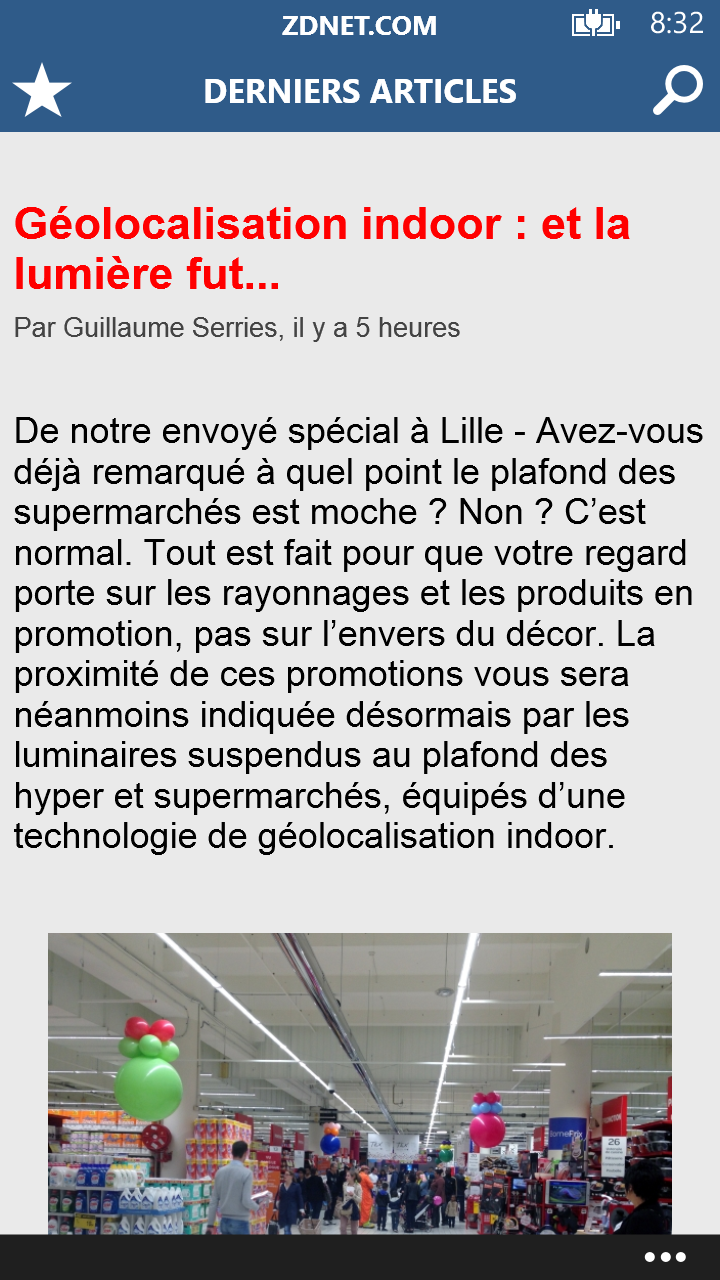 ZDNET.COM
8:32
DERNIERS ARTICLES
Géolocalisation indoor : et la
lumière fut...
Par Guillaume Serries, il y a 5 heures
De notre envoyé spécial à Lille - Avez-vous
déjà remarqué à quel point le plafond des
supermarchés est moche ? Non ? C’est
normal. Tout est fait pour que votre regard
porte sur les rayonnages et les produits en
promotion, pas sur l’envers du décor. La
proximité de ces promotions vous sera
néanmoins indiquée désormais par les
luminaires suspendus au plafond des
hyper et supermarchés, équipés d’une
technologie de géolocalisation indoor.
26